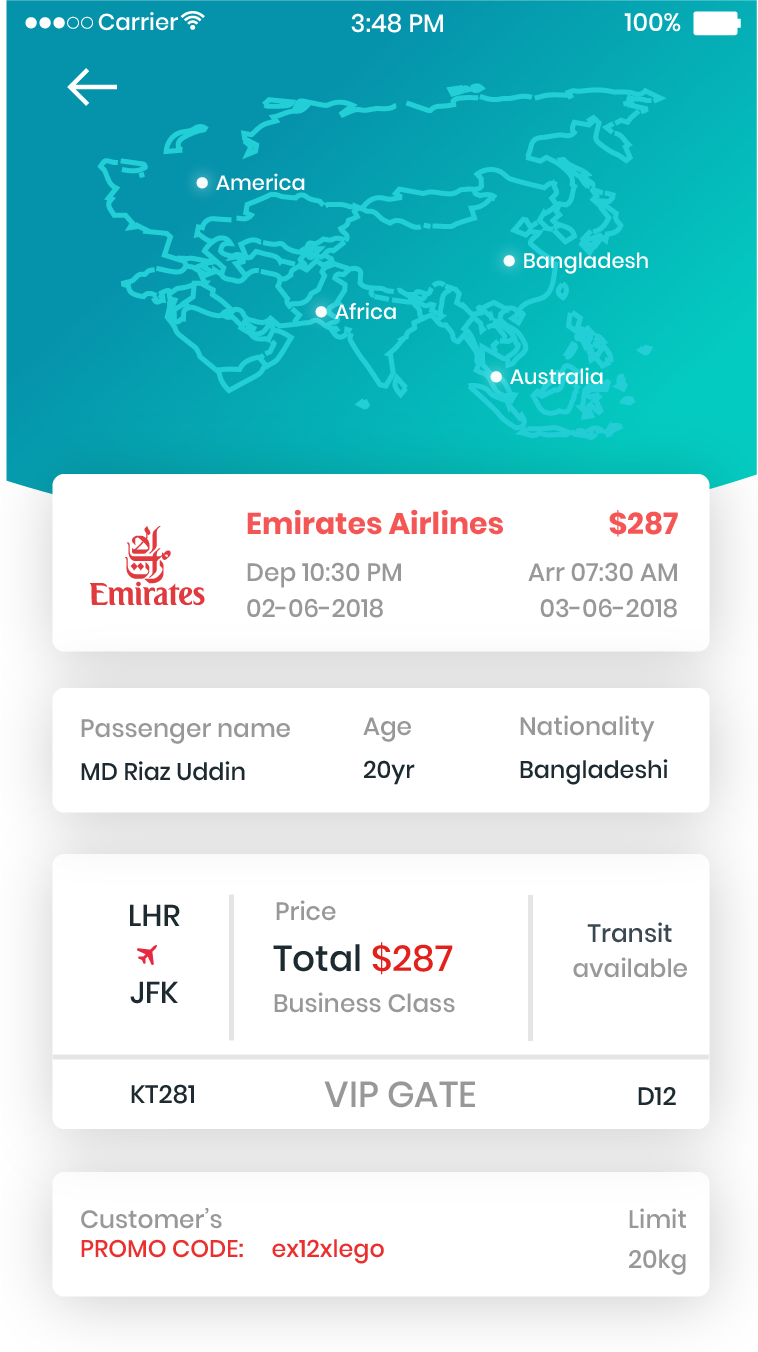 Carrier 3:48 PM 100%
America
Bangladesh
Africa
Australia
Emirates
Emirates Airlines $287
Dep 10:30 PM Arr 07:30 AM
02-06-2018 03-06-2018
Passenger name Age Nationality
MD Riaz Uddin 20yr Bangladeshi
LHR
JFK
Price
Total $287
Business Class
Transit
available
KT281 VIP GATE D12
Customer’s
PROMO CODE: ex12xlego
Limit
20kg